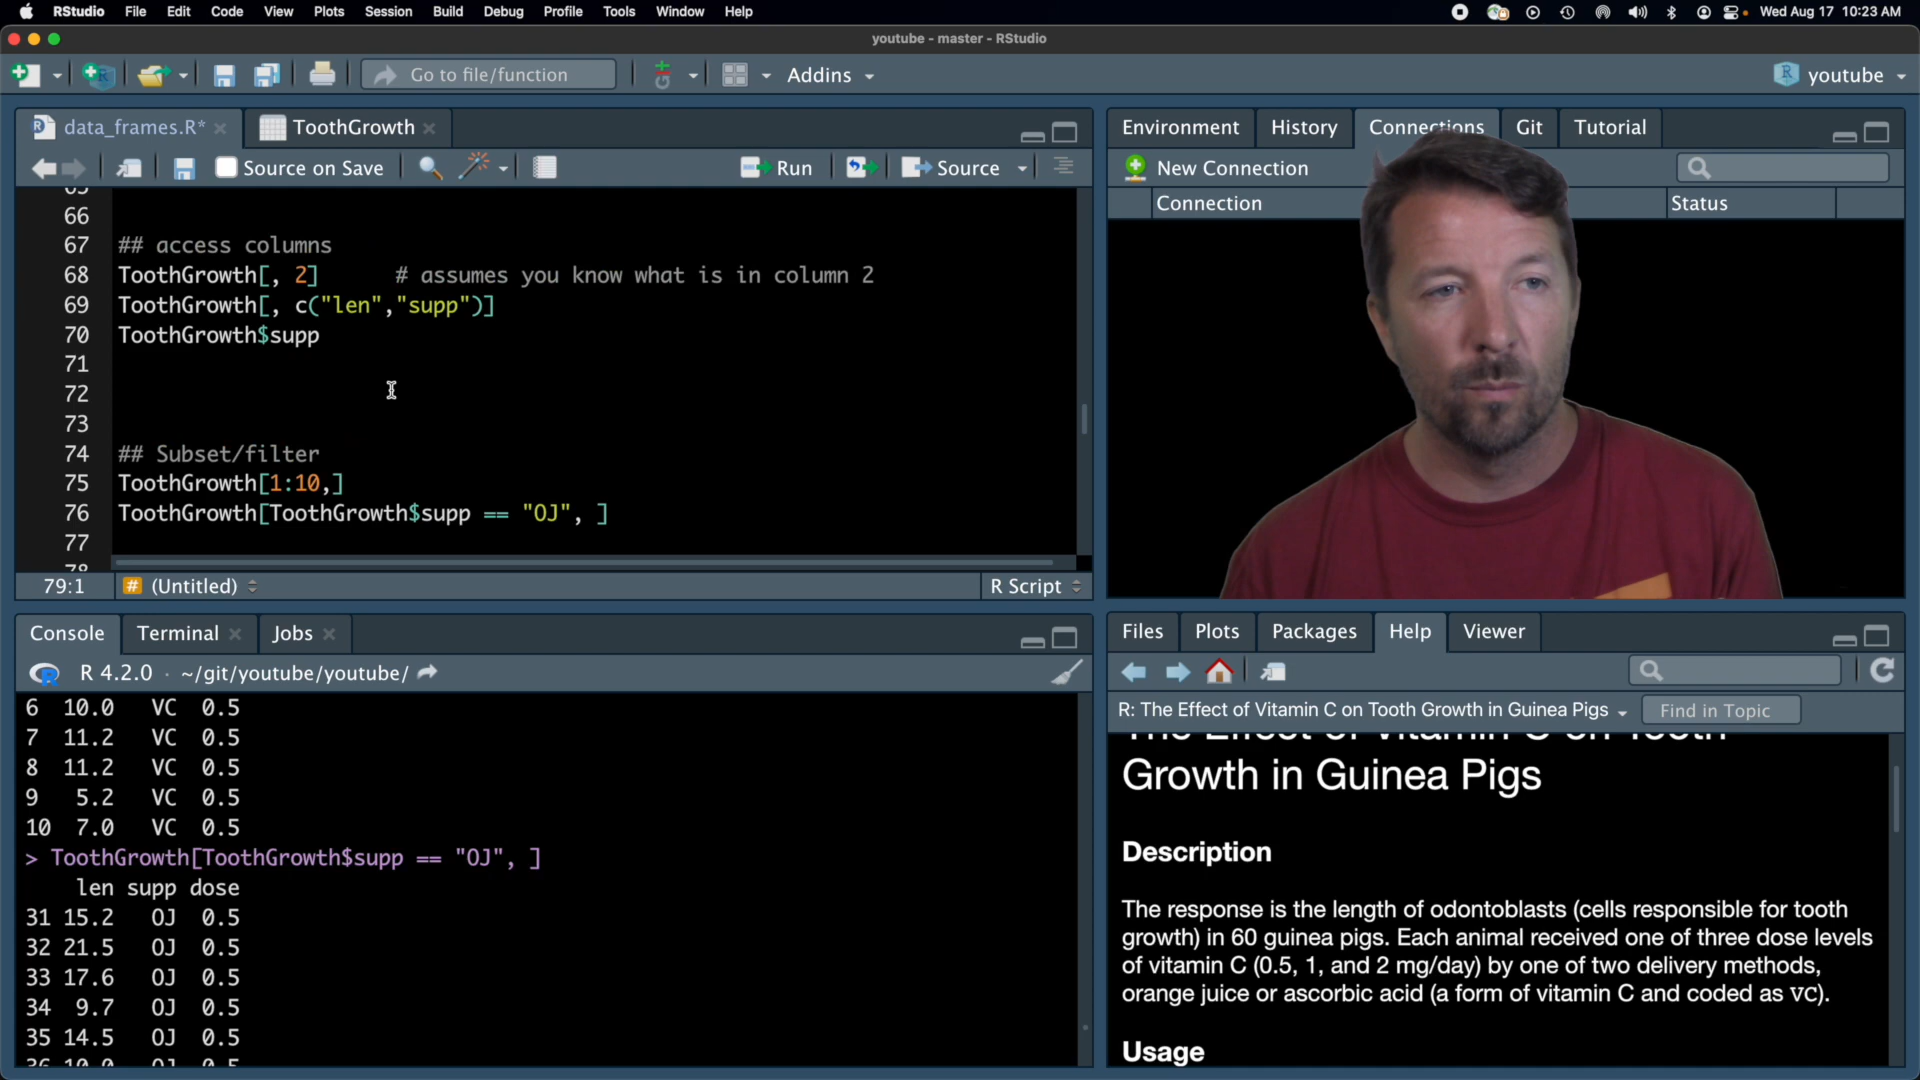 RStudio File Edit Code View Plots Session Build Debug Profile Tools Window Help Wed Aug 17 10:23 AM
youtube - master - RStudio
Go to file/function Addins youtube
data_frames.R* ToothGrowth
Source on Save Run Source
66
67 ## access columns
68 ToothGrowth[, 2] # assumes you know what is in column 2
69 ToothGrowth[, c("len","supp")]
70 ToothGrowth$supp
71
72
73
74 ## Subset/filter
75 ToothGrowth[1:10,]
76 ToothGrowth[ToothGrowth$supp == "OJ", ]
77
79:1 # (Untitled) R Script
Console Terminal Jobs
R 4.2.0 · ~/git/youtube/youtube/
6 10.0 VC 0.5
7 11.2 VC 0.5
8 11.2 VC 0.5
9 5.2 VC 0.5
10 7.0 VC 0.5
> ToothGrowth[ToothGrowth$supp == "OJ", ]
len supp dose
31 15.2 OJ 0.5
32 21.5 OJ 0.5
33 17.6 OJ 0.5
34 9.7 OJ 0.5
35 14.5 OJ 0.5
Environment History Connections Git Tutorial
New Connection
Connection Status
Files Plots Packages Help Viewer
R: The Effect of Vitamin C on Tooth Growth in Guinea Pigs Find in Topic
The Effect of Vitamin C on Tooth
Growth in Guinea Pigs
Description
The response is the length of odontoblasts (cells responsible for tooth
growth) in 60 guinea pigs. Each animal received one of three dose levels
of vitamin C (0.5, 1, and 2 mg/day) by one of two delivery methods,
orange juice or ascorbic acid (a form of vitamin C and coded as VC).
Usage